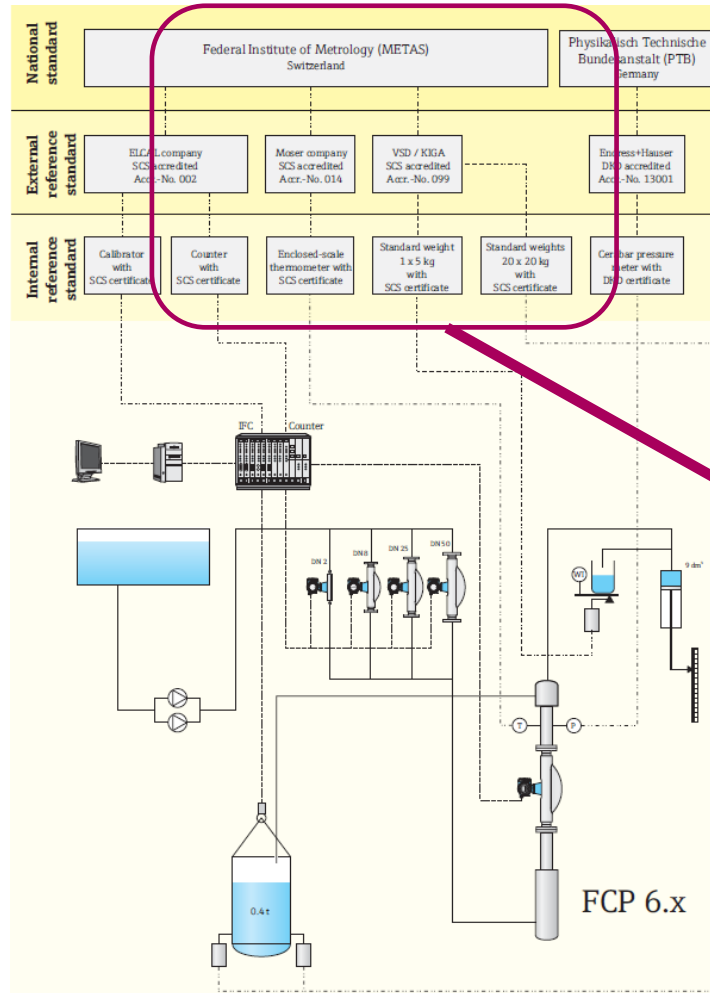 National
standard
Federal Institute of Metrology (METAS)
Switzerland
Physikalisch Technische
Bundesanstalt (PTB)
Germany
External
reference
standard
ELCAL company
SCS accredited
Accr.-No. 002
Moser company
SCS accredited
Accr.-No. 014
VSD / KIGA
SCS accredited
Accr.-No. 099
Endress+Hauser
DKD accredited
Accr.-No. 13001
Internal
reference
standard
Calibrator
with
SCS certificate
Counter
with
SCS certificate
Enclosed-scale
thermometer with
SCS certificate
Standard weight
1 x 5 kg
with
SCS certificate
Standard weights
20 x 20 kg
with
SCS certificate
Cerabar pressure
meter with
DKD certificate
IFC
Counter
DN 2
DN 8
DN 25
DN 50
W1
9 dm³
T
P
0.4 t
FCP 6.x